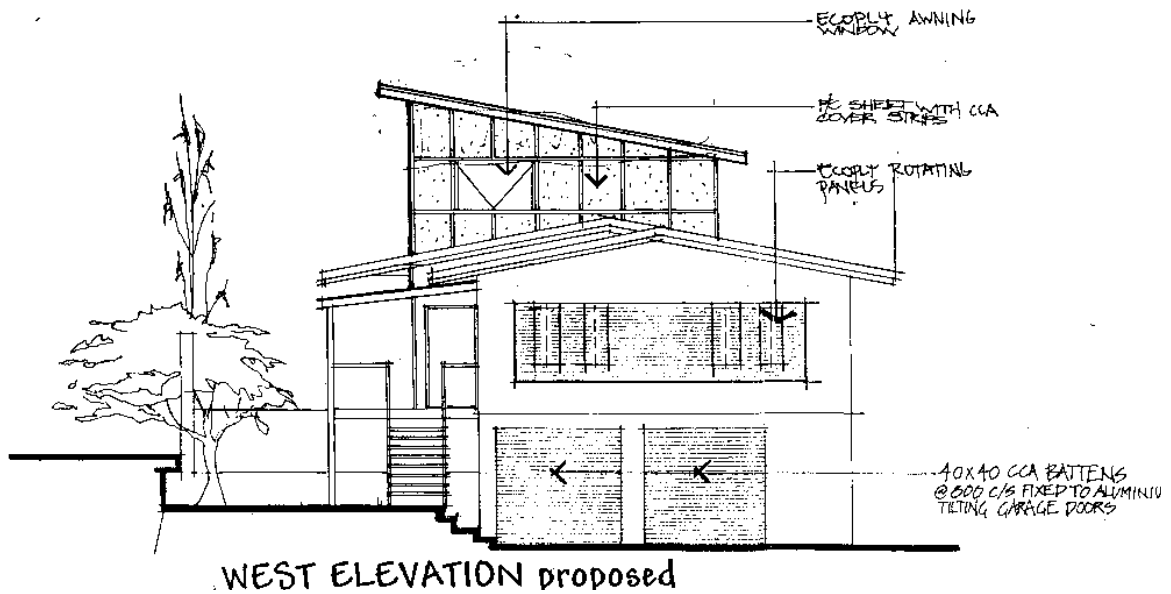 ECOPLY AWNING
WINDOW
SHEET WITH CCA
COVER STRIPS
ECOPLY ROTATING
PANELS
40x40 CCA BATTENS
@600 C/S FIXED TO ALUMINIU
TILTING GARAGE DOORS
WEST ELEVATION proposed